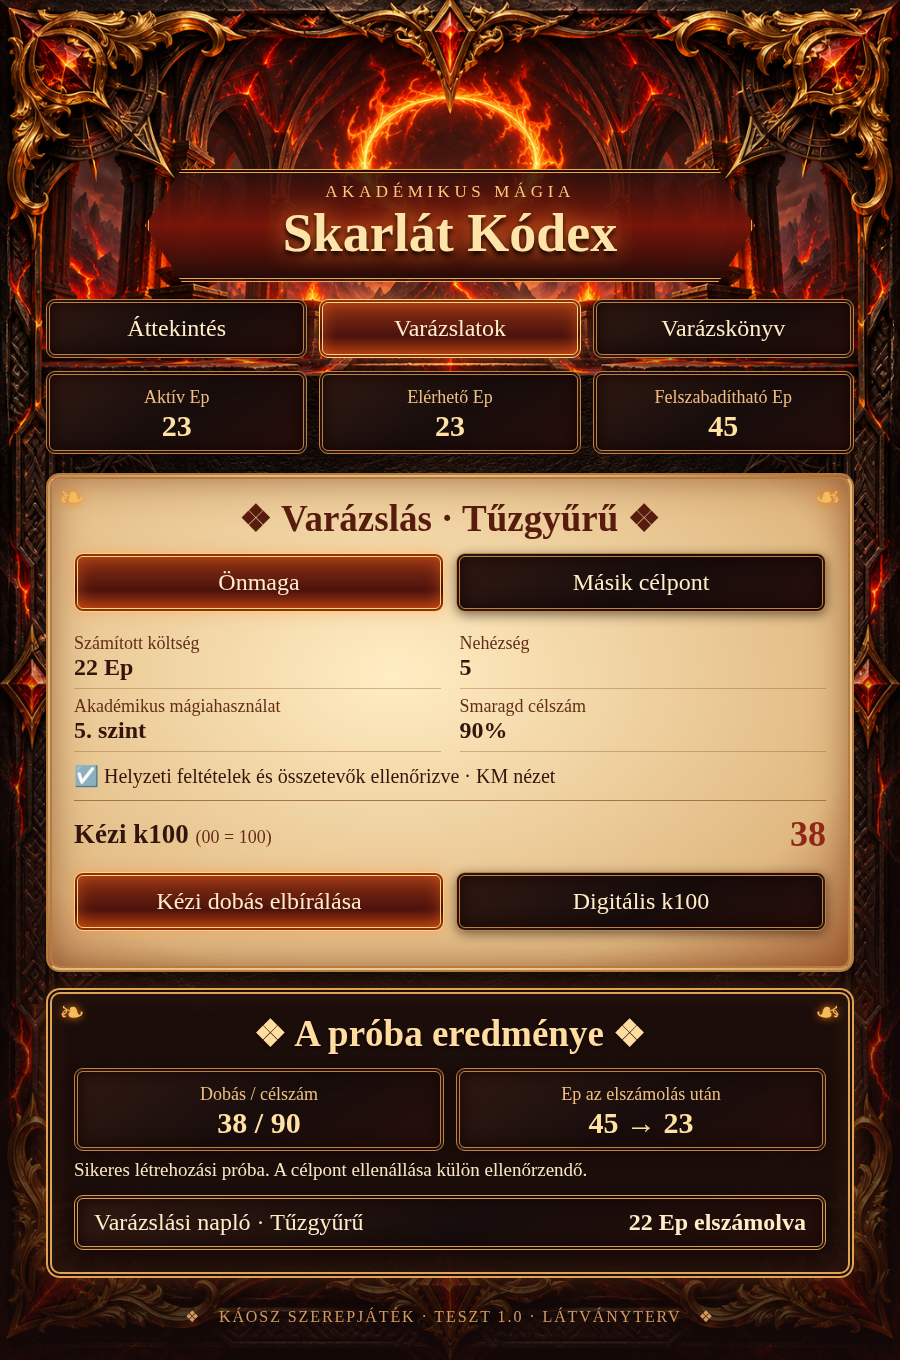 AKADÉMIKUS MÁGIA
Skarlát Kódex
Áttekintés
Varázslatok
Varázskönyv
Aktív Ep
23
Elérhető Ep
23
Felszabadítható Ep
45
❖ Varázslás · Tűzgyűrű ❖
Önmaga
Másik célpont
Számított költség
22 Ep
Nehézség
5
Akadémikus mágiahasználat
5. szint
Smaragd célszám
90%
☑ Helyzeti feltételek és összetevők ellenőrizve · KM nézet
Kézi k100 (00 = 100)
38
Kézi dobás elbírálása
Digitális k100
❖ A próba eredménye ❖
Dobás / célszám
38 / 90
Ep az elszámolás után
45 → 23
Sikeres létrehozási próba. A célpont ellenállása külön ellenőrzendő.
Varázslási napló · Tűzgyűrű
22 Ep elszámolva
❖ KÁOSZ SZEREPJÁTÉK · TESZT 1.0 · LÁTVÁNYTERV ❖